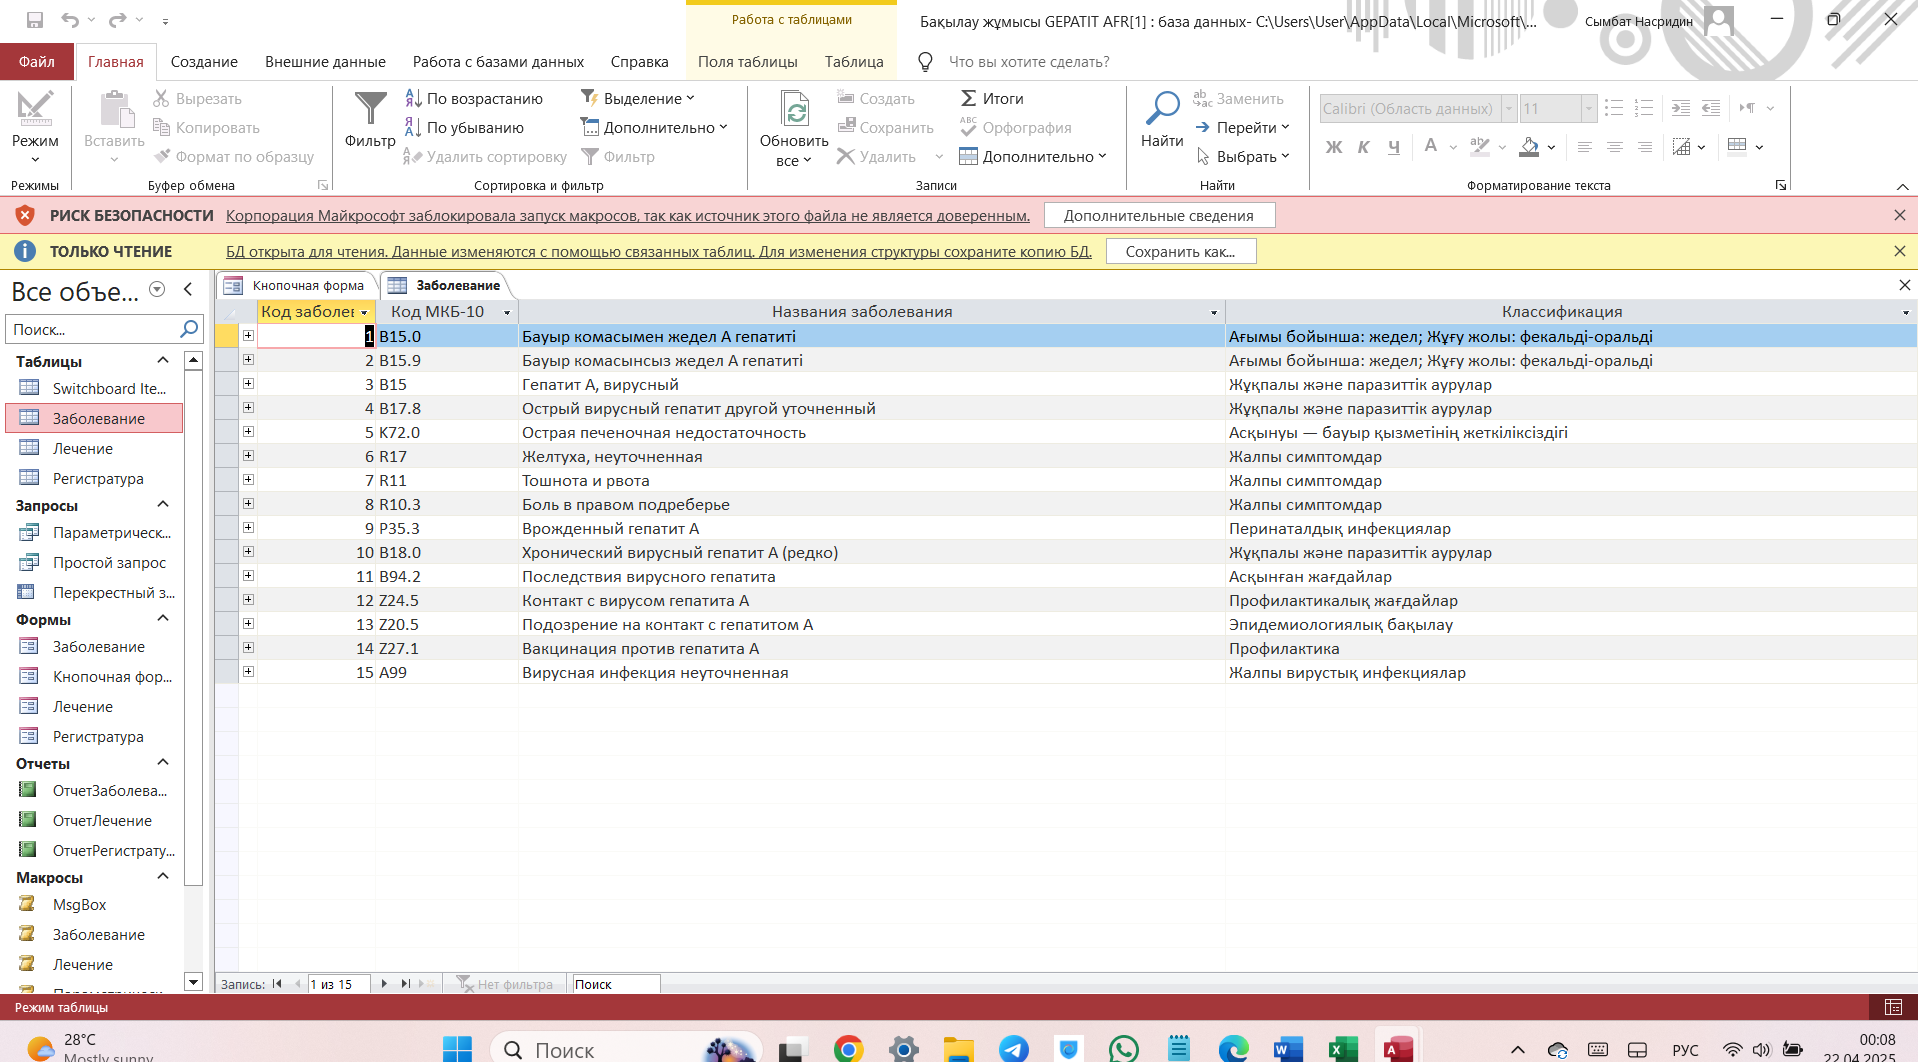 Работа с таблицами
Бақылау жұмысы GEPATIT AFR[1] : база данных- C:\Users\User\AppData\Local\Microsoft\...
Сымбат Насридин
Файл
Главная
Создание
Внешние данные
Работа с базами данных
Справка
Поля таблицы
Таблица
Что вы хотите сделать?
Режим
Режимы
Вставить
Вырезать
Копировать
Формат по образцу
Буфер обмена
Фильтр
По возрастанию
По убыванию
Удалить сортировку
Выделение
Дополнительно
Фильтр
Сортировка и фильтр
Обновить
все
Создать
Сохранить
Удалить
Итоги
Орфография
Дополнительно
Записи
Найти
Заменить
Перейти
Выбрать
Найти
Calibri (Область данных)
11
Ж К Ч А
Форматирование текста
РИСК БЕЗОПАСНОСТИ Корпорация Майкрософт заблокировала запуск макросов, так как источник этого файла не является доверенным. Дополнительные сведения
ТОЛЬКО ЧТЕНИЕ БД открыта для чтения. Данные изменяются с помощью связанных таблиц. Для изменения структуры сохраните копию БД. Сохранить как...
Все объе...
Поиск...
Таблицы
Switchboard Ite...
Заболевание
Лечение
Регистратура
Запросы
Параметрическ...
Простой запрос
Перекрестный з...
Формы
Заболевание
Кнопочная фор...
Лечение
Регистратура
Отчеты
ОтчетЗаболева...
ОтчетЛечение
ОтчетРегистрату...
Макросы
MsgBox
Заболевание
Лечение
Кнопочная форма
Заболевание
Код заболев Код МКБ-10 Названия заболевания Классификация
1 B15.0 Бауыр комасымен жедел А гепатиті Ағымы бойынша: жедел; Жұғу жолы: фекальді-оральді
2 B15.9 Бауыр комасынсыз жедел А гепатиті Ағымы бойынша: жедел; Жұғу жолы: фекальді-оральді
3 B15 Гепатит А, вирусный Жұқпалы және паразиттік аурулар
4 B17.8 Острый вирусный гепатит другой уточненный Жұқпалы және паразиттік аурулар
5 K72.0 Острая печеночная недостаточность Асқынуы — бауыр қызметінің жеткіліксіздігі
6 R17 Желтуха, неуточненная Жалпы симптомдар
7 R11 Тошнота и рвота Жалпы симптомдар
8 R10.3 Боль в правом подреберье Жалпы симптомдар
9 P35.3 Врожденный гепатит А Перинаталдық инфекциялар
10 B18.0 Хронический вирусный гепатит А (редко) Жұқпалы және паразиттік аурулар
11 B94.2 Последствия вирусного гепатита Асқынған жағдайлар
12 Z24.5 Контакт с вирусом гепатита А Профилактикалық жағдайлар
13 Z20.5 Подозрение на контакт с гепатитом А Эпидемиологиялық бақылау
14 Z27.1 Вакцинация против гепатита А Профилактика
15 A99 Вирусная инфекция неуточненная Жалпы вирустық инфекциялар
Запись: 1 из 15 Нет фильтра Поиск
Режим таблицы
28°C
Mostly sunny
Поиск
РУС
00:08
22.04.2025